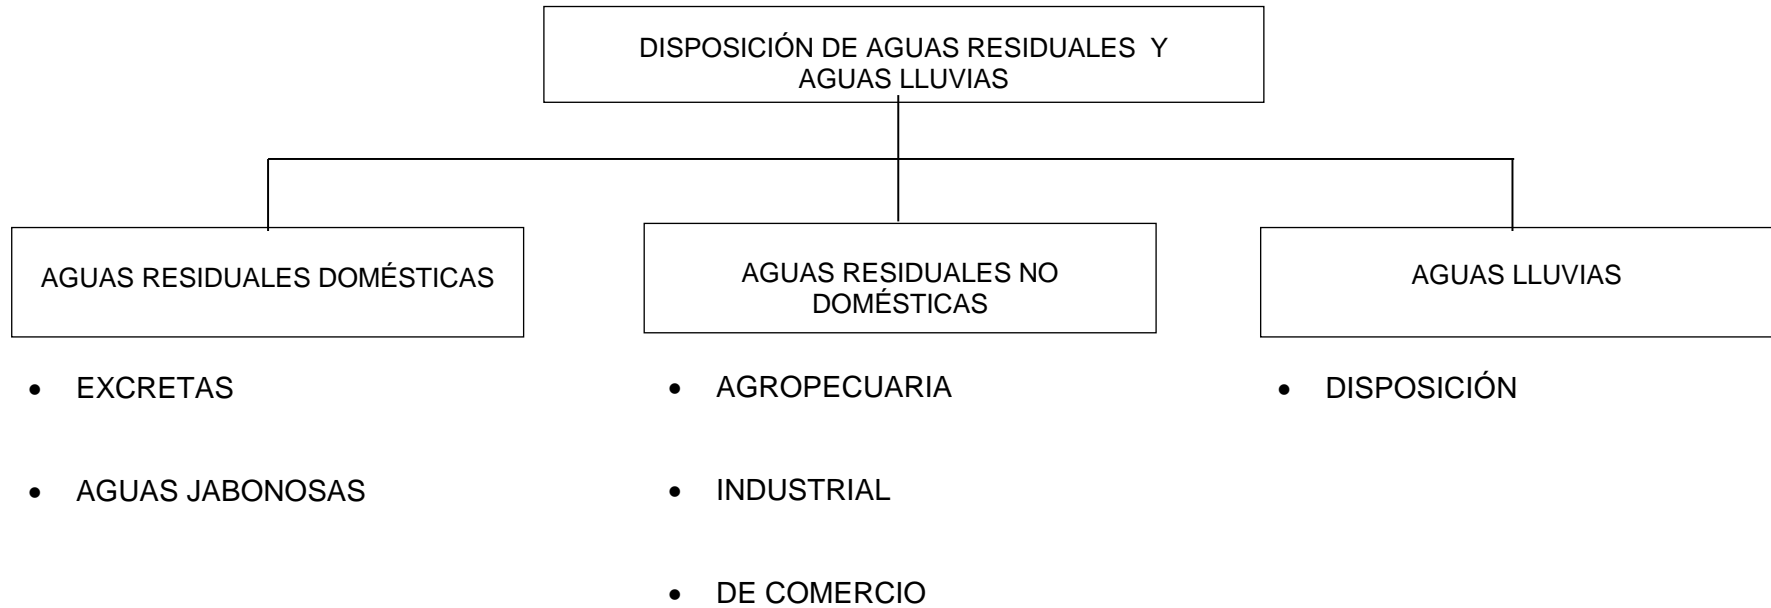 DISPOSICIÓN DE AGUAS RESIDUALES Y
AGUAS LLUVIAS
AGUAS RESIDUALES DOMÉSTICAS
• EXCRETAS
• AGUAS JABONOSAS
AGUAS RESIDUALES NO
DOMÉSTICAS
• AGROPECUARIA
• INDUSTRIAL
• DE COMERCIO
AGUAS LLUVIAS
• DISPOSICIÓN